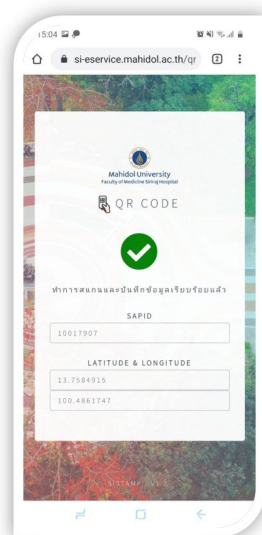 15:04
si-eservice.mahidol.ac.th/qr
2
Mahidol University
Faculty of Medicine Siriraj Hospital
QR CODE
ทำการสแกนและบันทึกข้อมูลเรียบร้อยแล้ว
SAPID
10017907
LATITUDE & LONGITUDE
13.7584915
100.4861747